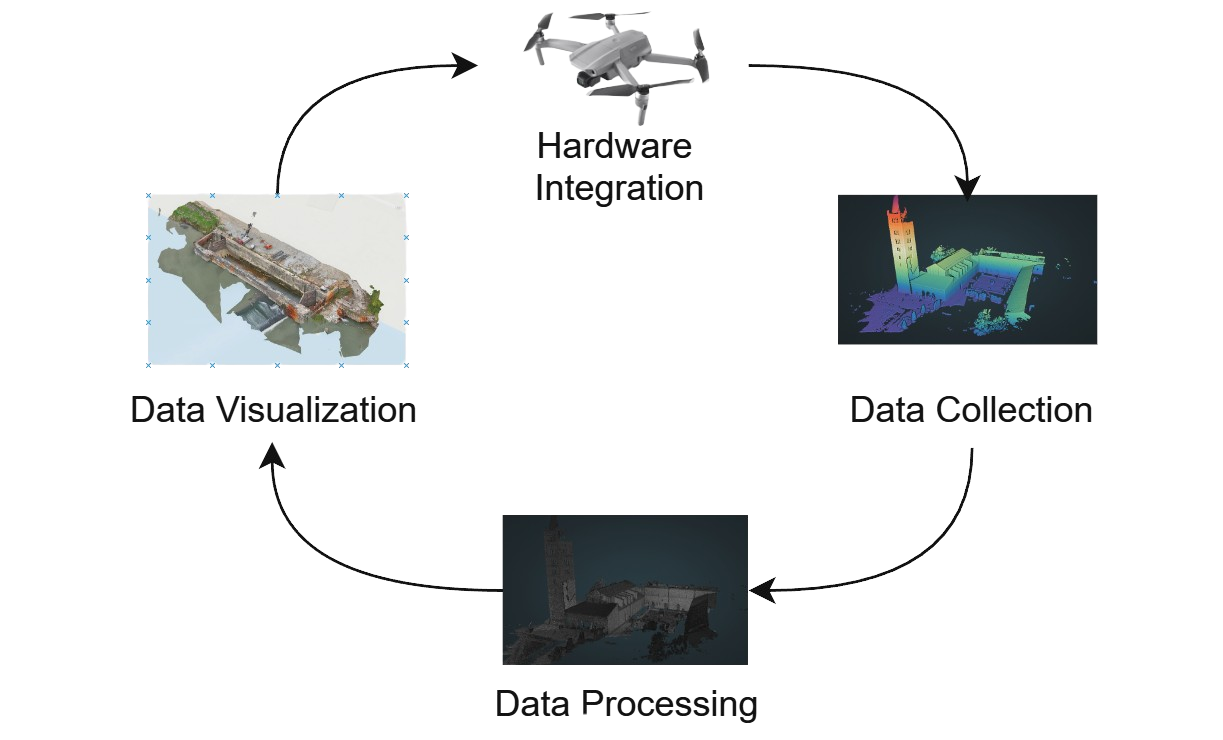 Hardware
Integration
Data Visualization
Data Collection
Data Processing